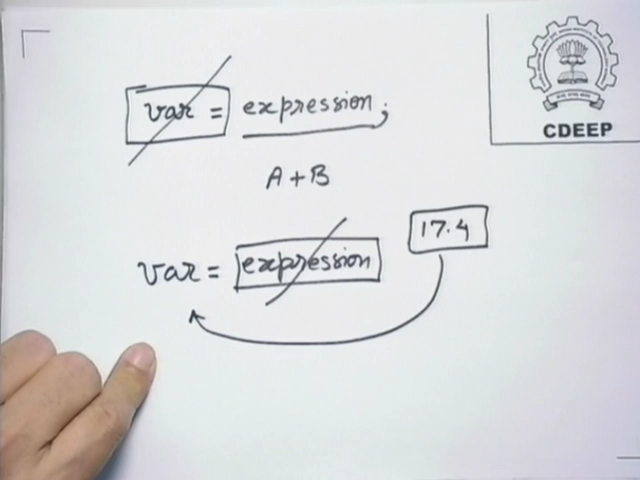 var = expression;
CDEEP
A + B
var = expression
17.4